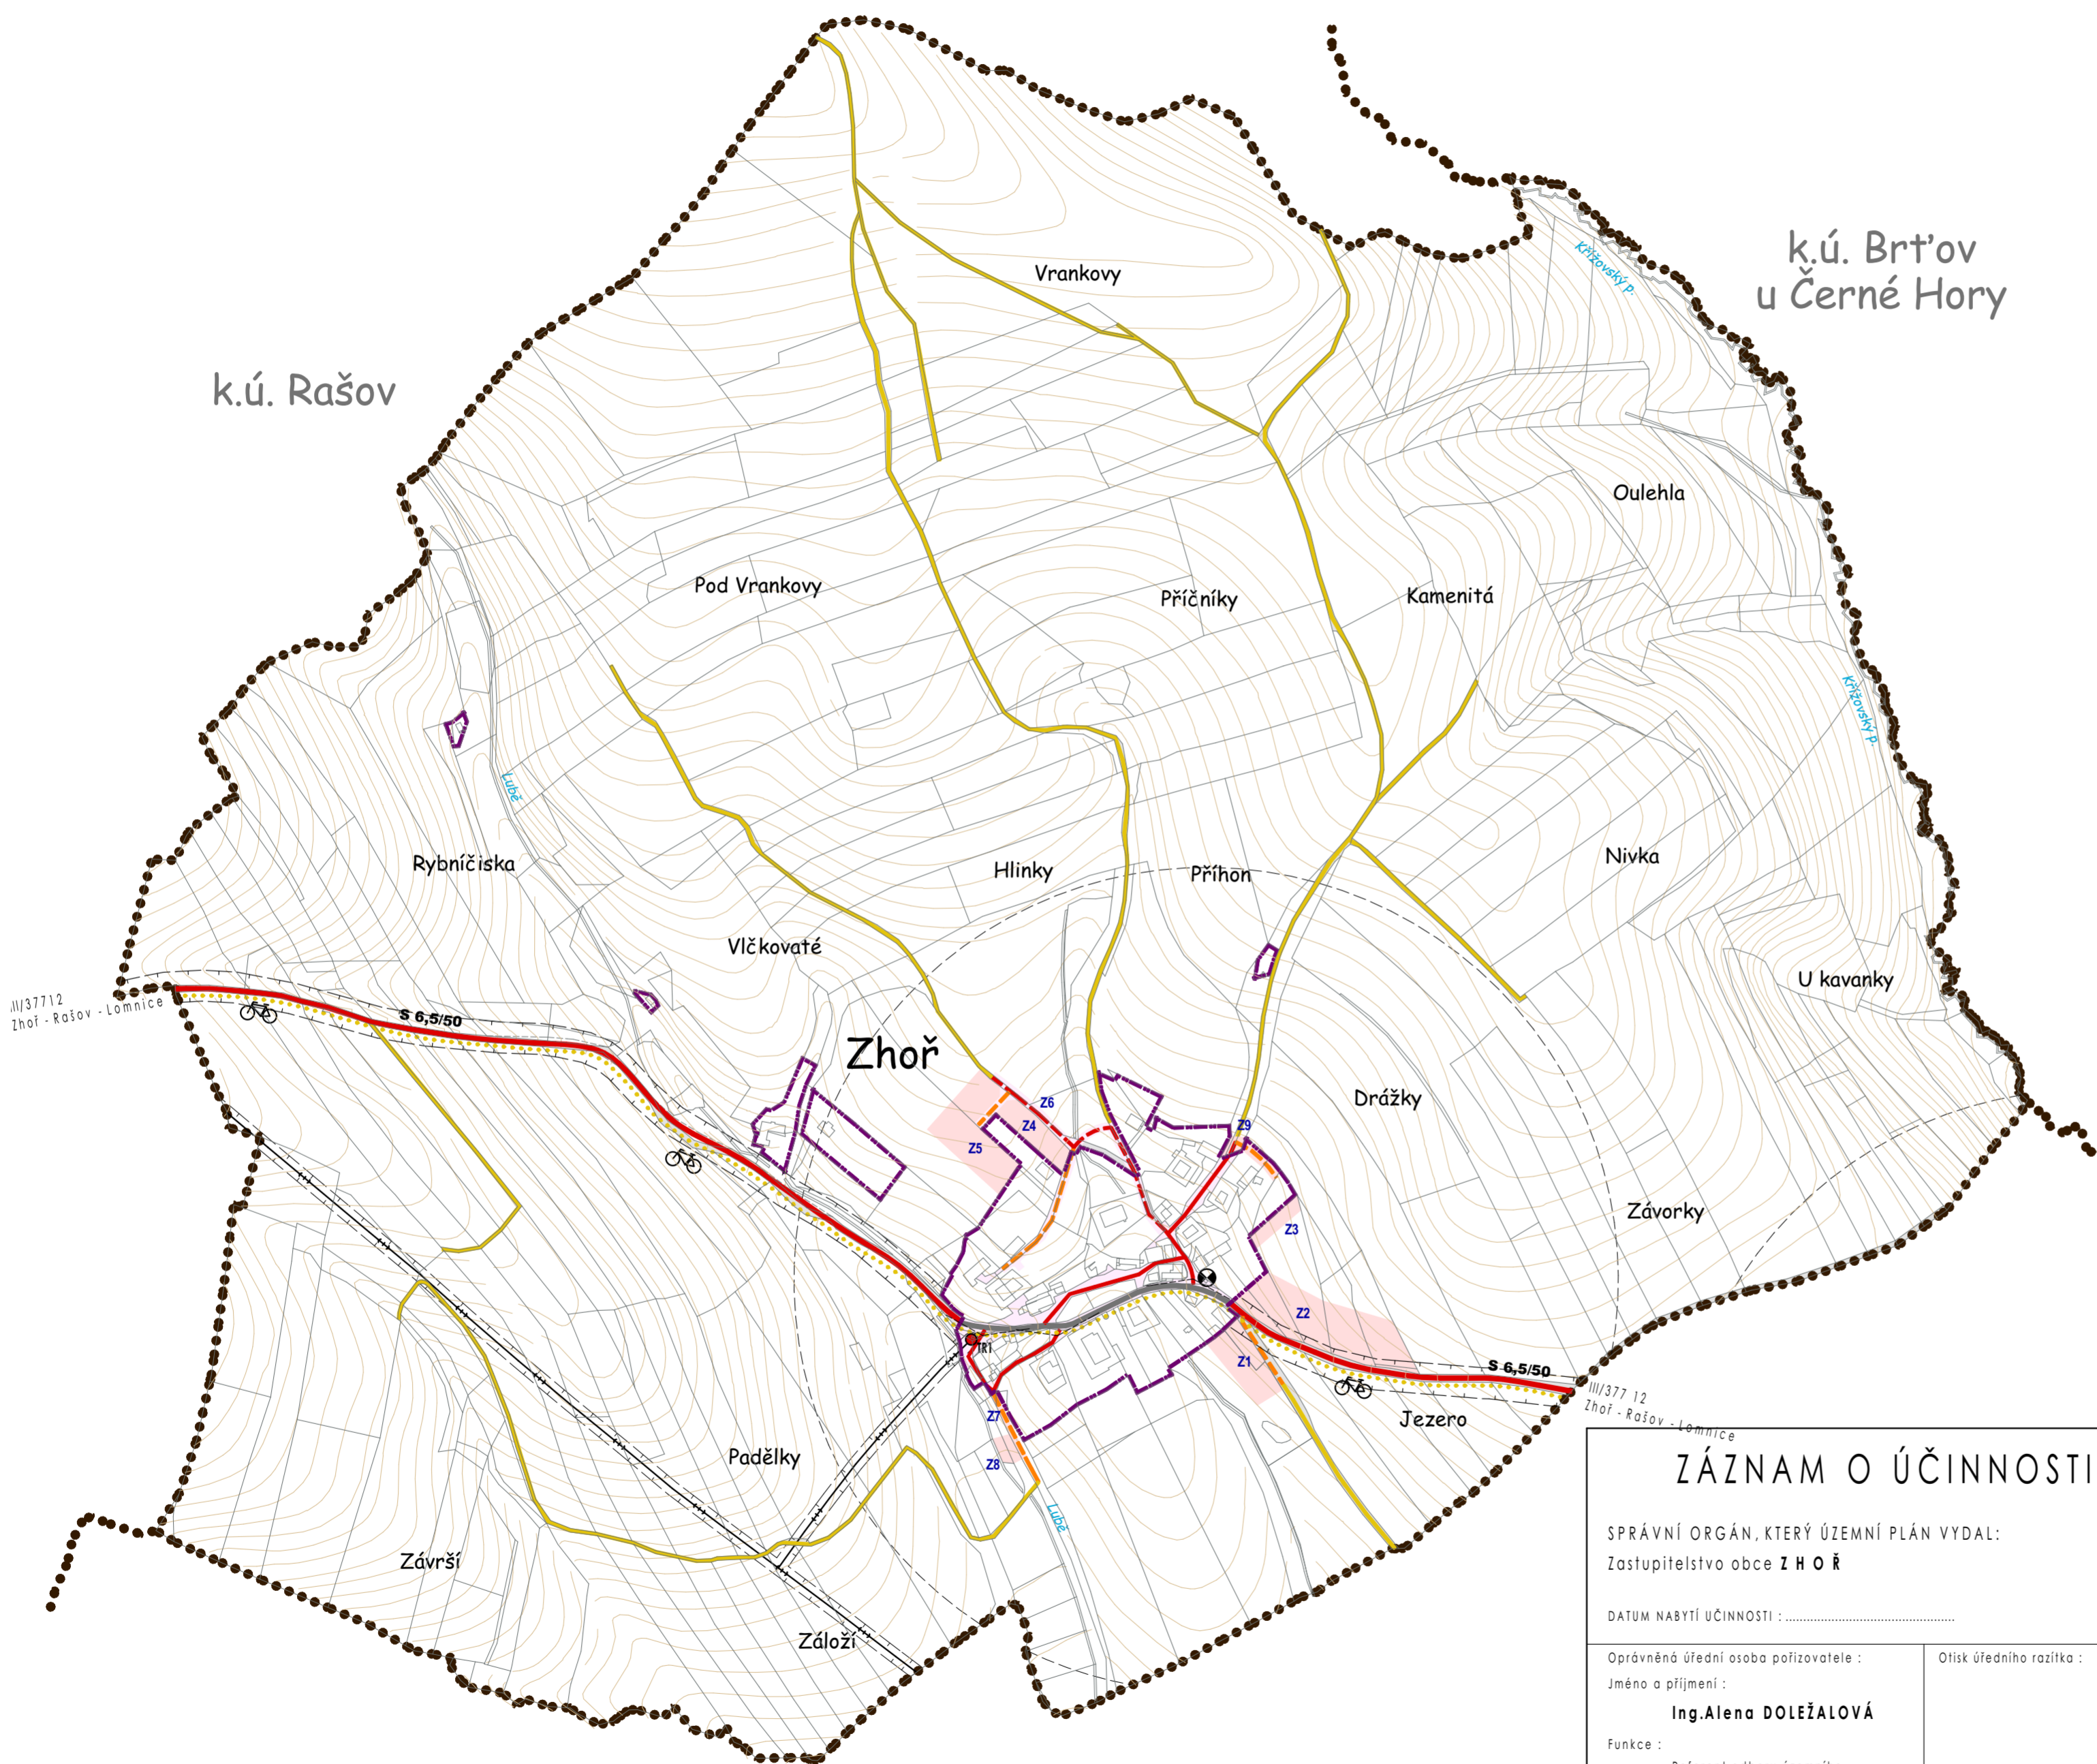 k.ú. Brťov
u Černé Hory
Křížovský p.
Vrankovy
k.ú. Rašov
Oulehla
Pod Vrankovy
Příčníky
Kamenitá
Křížovský p.
Lubě
Rybníčiska
Hlinky
Příhon
Nivka
Vlčkovaté
U kavanky
III/37712
Zhoř - Rašov - Lomnice
S 6,5/50
Zhoř
Drážky
Z6
Z4
Z5
Z9
Závorky
Z3
Z2
TR1
Z1
S 6,5/50
III/377 12
Zhoř - Rašov - Lomnice
Jezero
Z7
Z8
Padělky
Lubě
Závrší
Záloží
ZÁZNAM O ÚČINNOSTI
SPRÁVNÍ ORGÁN, KTERÝ ÚZEMNÍ PLÁN VYDAL:
Zastupitelstvo obce Z H O Ř
DATUM NABYTÍ UČINNOSTI : ................................................
Oprávněná úřední osoba pořizovatele :
Otisk úředního razítka :
Jméno a příjmení :
Ing.Alena DOLEŽALOVÁ
Funkce :